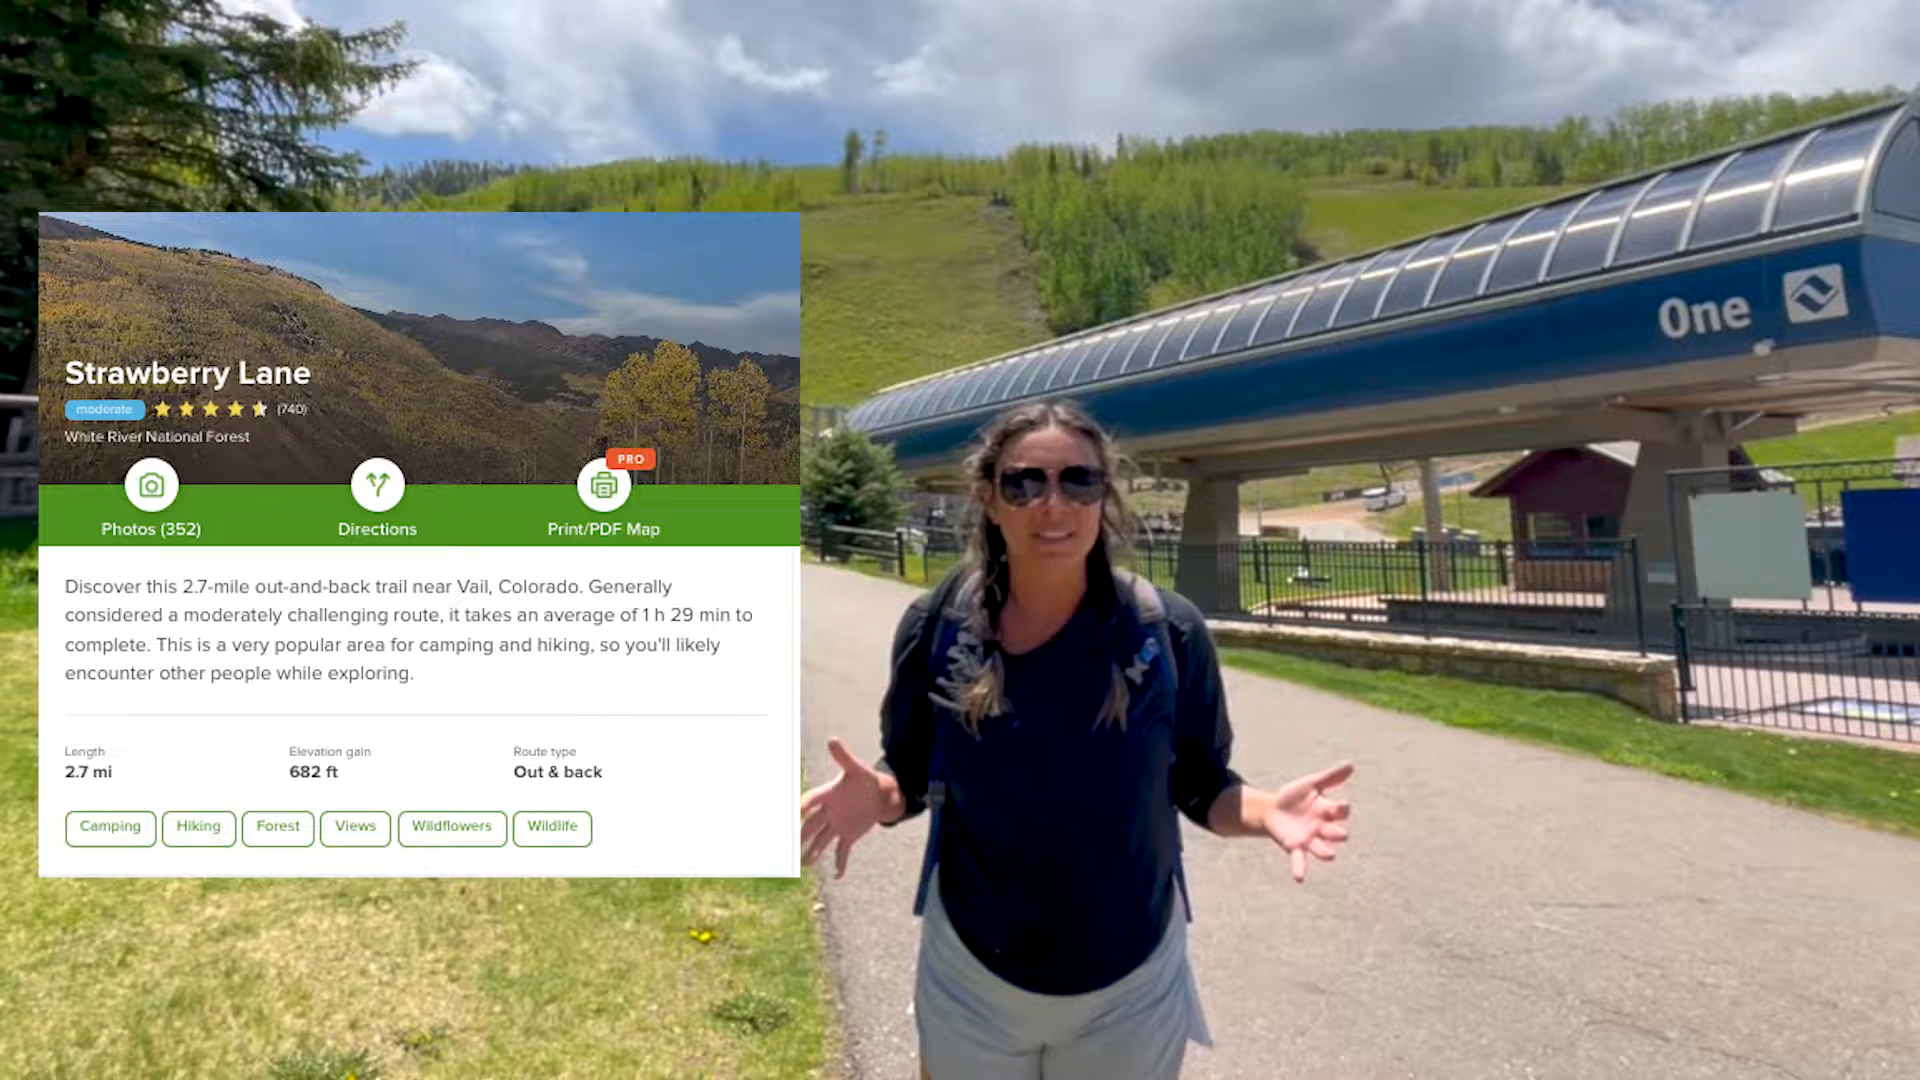 One
Strawberry Lane
moderate (740)
White River National Forest
PRO
Photos (352) Directions Print/PDF Map
Discover this 2.7-mile out-and-back trail near Vail, Colorado. Generally
considered a moderately challenging route, it takes an average of 1 h 29 min to
complete. This is a very popular area for camping and hiking, so you'll likely
encounter other people while exploring.
Length Elevation gain Route type
2.7 mi 682 ft Out & back
Camping Hiking Forest Views Wildflowers Wildlife